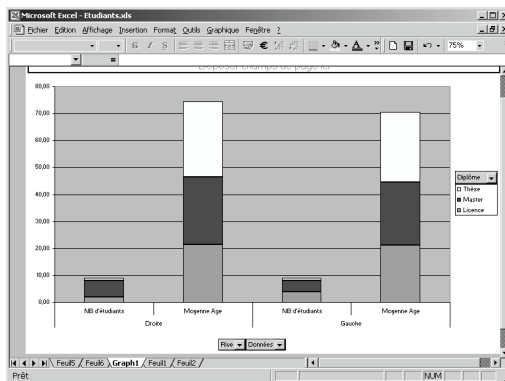 Microsoft Excel - Etudiants.xls
Fichier Edition Affichage Insertion Format Outils Graphique Fenêtre ?
G I S € 75%
=
Déposer champs de page ici
80,00
70,00
60,00
50,00
40,00
30,00
20,00
10,00
0,00
Diplôme
Thèse
Master
Licence
NB d'étudiants Moyenne Age NB d'étudiants Moyenne Age
Droite Gauche
Rive Données
Feuil5 Feuil6 Graph1 Feuil1 Feuil2
Prêt NUM